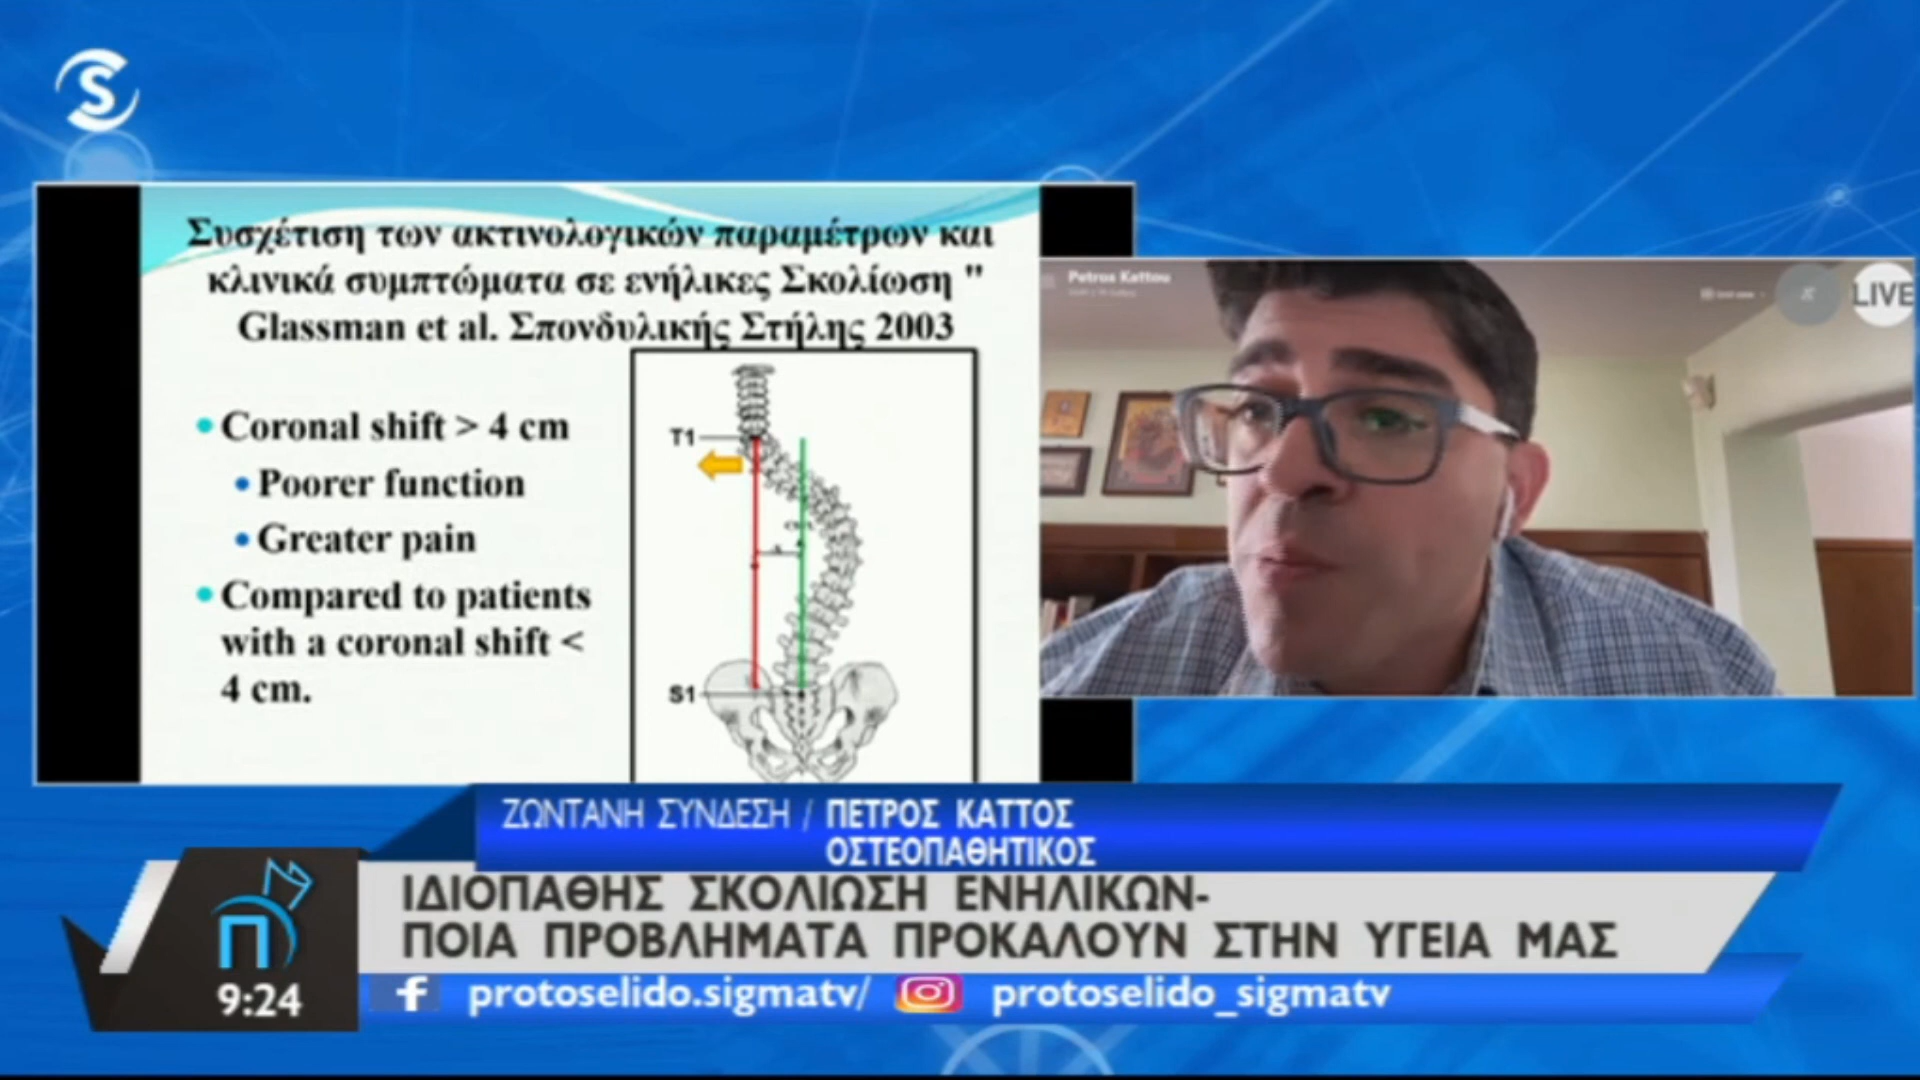 S
Συσχέτιση των ακτινολογικών παραμέτρων και
κλινικά συμπτώματα σε ενήλικες Σκολίωση "
Glassman et al. Σπονδυλικής Στήλης 2003
Coronal shift > 4 cm
Poorer function
Greater pain
Compared to patients
with a coronal shift <
4 cm.
T1
S1
Petros Kattou
LIVE
ΖΩΝΤΑΝΗ ΣΥΝΔΕΣΗ / ΠΕΤΡΟΣ ΚΑΤΤΟΣ
ΟΣΤΕΟΠΑΘΗΤΙΚΟΣ
ΙΔΙΟΠΑΘΗΣ ΣΚΟΛΙΩΣΗ ΕΝΗΛΙΚΩΝ-
ΠΟΙΑ ΠΡΟΒΛΗΜΑΤΑ ΠΡΟΚΑΛΟΥΝ ΣΤΗΝ ΥΓΕΙΑ ΜΑΣ
Π
9:24
f protoselido.sigmatv/ protoselido_sigmatv